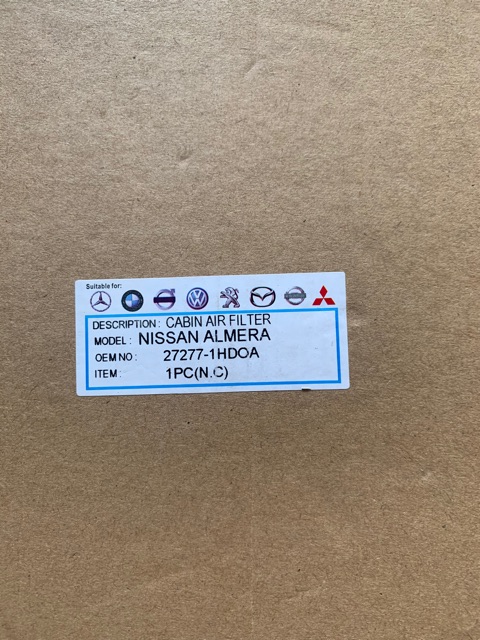 Suitable for:
DESCRIPTION: CABIN AIR FILTER
MODEL: NISSAN ALMERA
OEM NO: 27277-1HDOA
ITEM: 1PC(N.C)